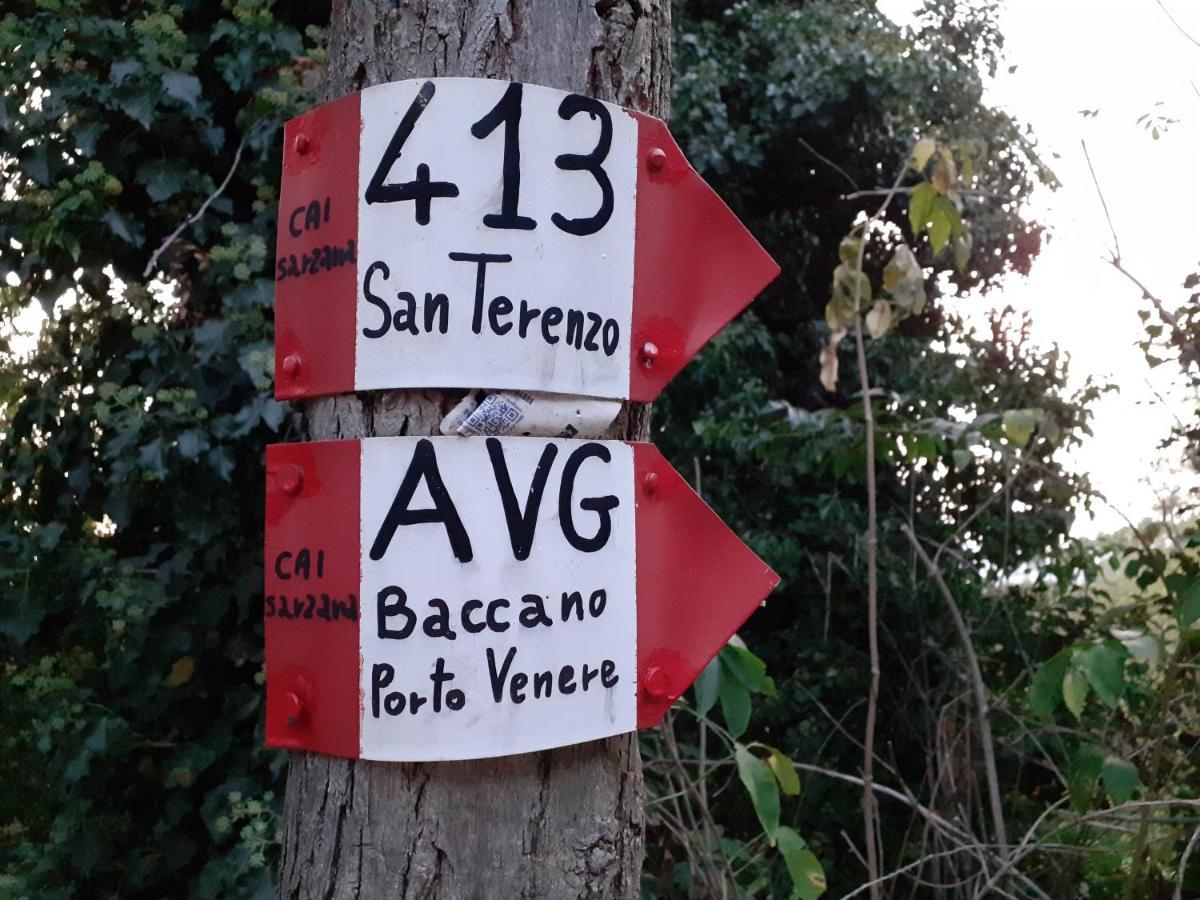 413
CAI
sarzana
San Terenzo
AVG
CAI
sarzana
Baccano
Porto Venere